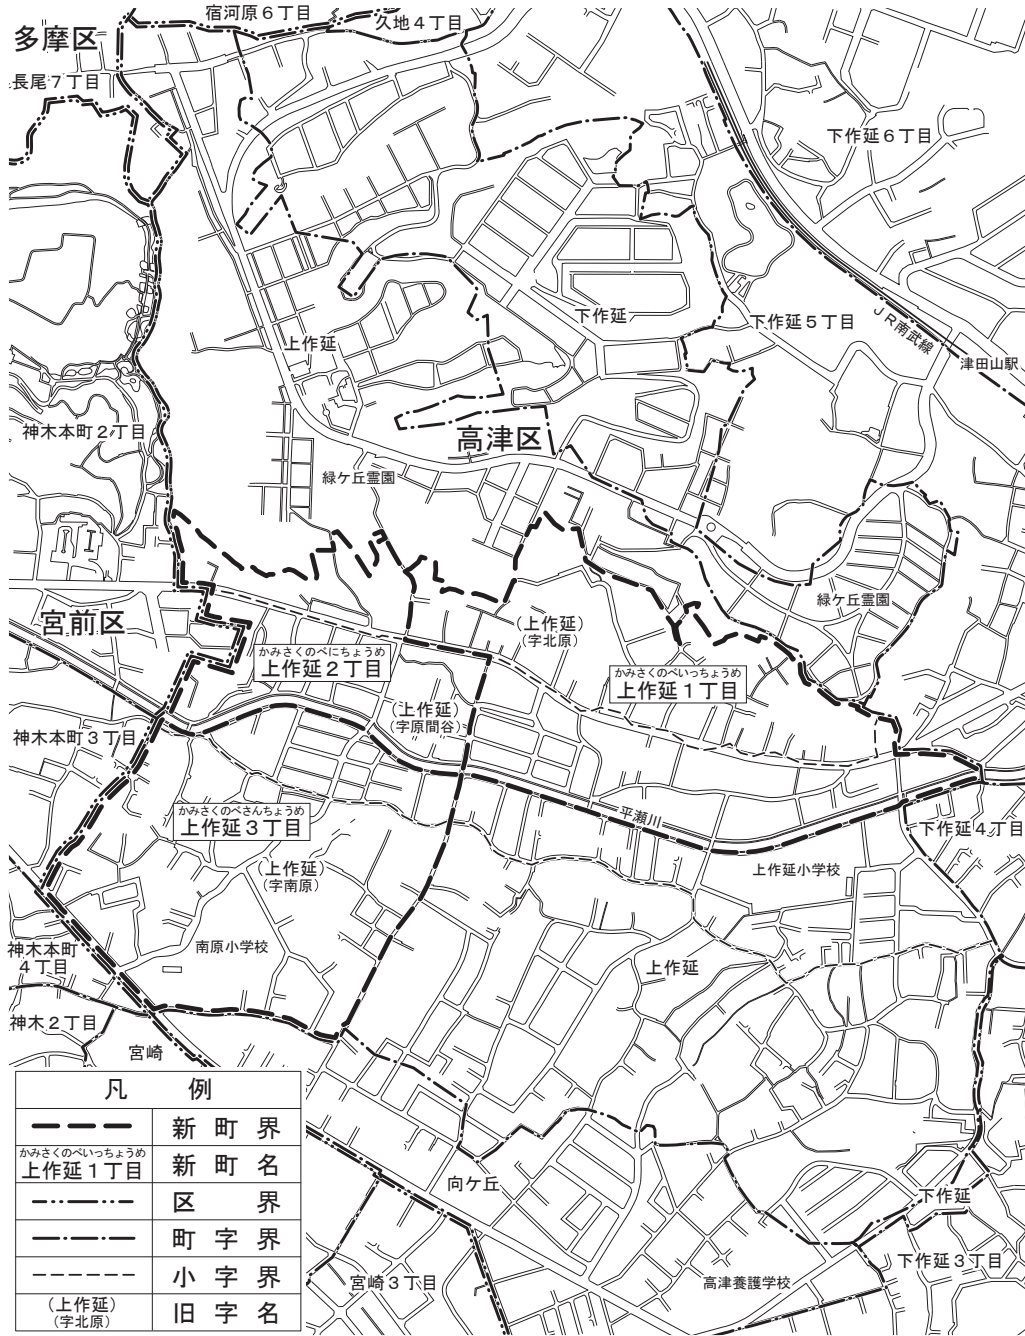 宿河原6丁目
久地4丁目
多摩区
長尾7丁目
下作延6丁目
上作延
下作延
下作延5丁目
JR南武線
津田山駅
神木本町2丁目
高津区
緑ケ丘霊園
緑ケ丘霊園
宮前区
(上作延)
(字北原)
かみさくのべにちょうめ
上作延2丁目
かみさくのべいっちょうめ
上作延1丁目
(上作延)
(字原間谷)
神木本町3丁目
かみさくのべさんちょうめ
上作延3丁目
平瀬川
下作延4丁目
上作延小学校
(上作延)
(字南原)
南原小学校
神木本町
4丁目
上作延
神木2丁目
宮崎
凡例
新町界
かみさくのべいっちょうめ
上作延1丁目
新町名
区界
町字界
小字界
(上作延)
(字北原)
旧字名
向ケ丘
下作延
宮崎3丁目
高津養護学校
下作延3丁目